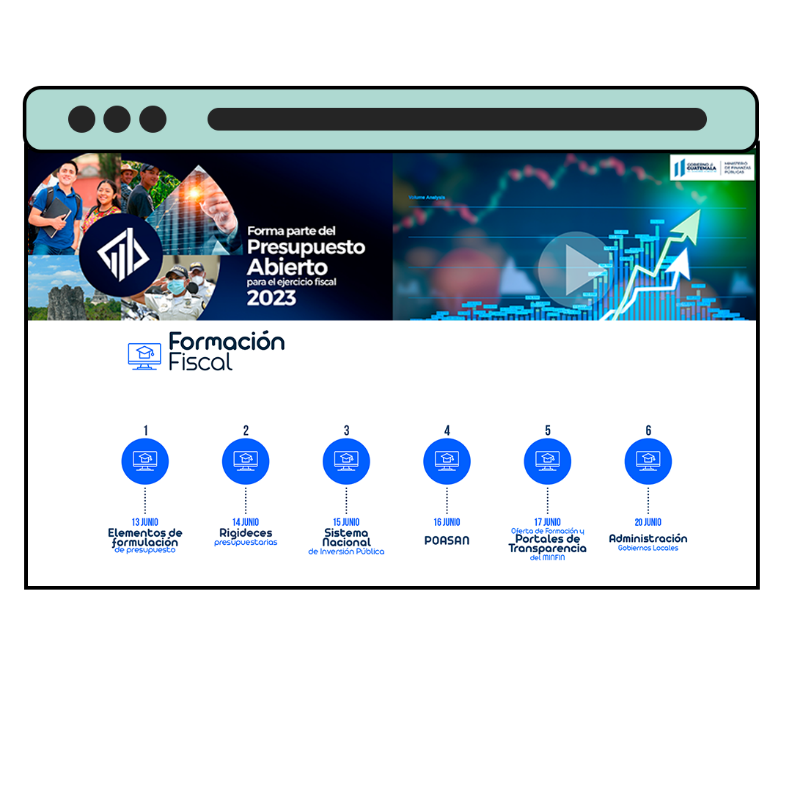 Forma parte del
Presupuesto
Abierto
para el ejercicio fiscal
2023
Volume Analysis
GOBIERNO de
GUATEMALA
MINISTERIO
DE FINANZAS
PÚBLICAS
Formación
Fiscal
1
13 JUNIO
Elementos de
formulación
de presupuesto
2
14 JUNIO
Rigideces
presupuestarias
3
15 JUNIO
Sistema
Nacional
de Inversión Pública
4
16 JUNIO
POASAN
5
17 JUNIO
Oferta de Formación y
Portales de
Transparencia
del MINFIN
6
20 JUNIO
Administración
Gobiernos Locales